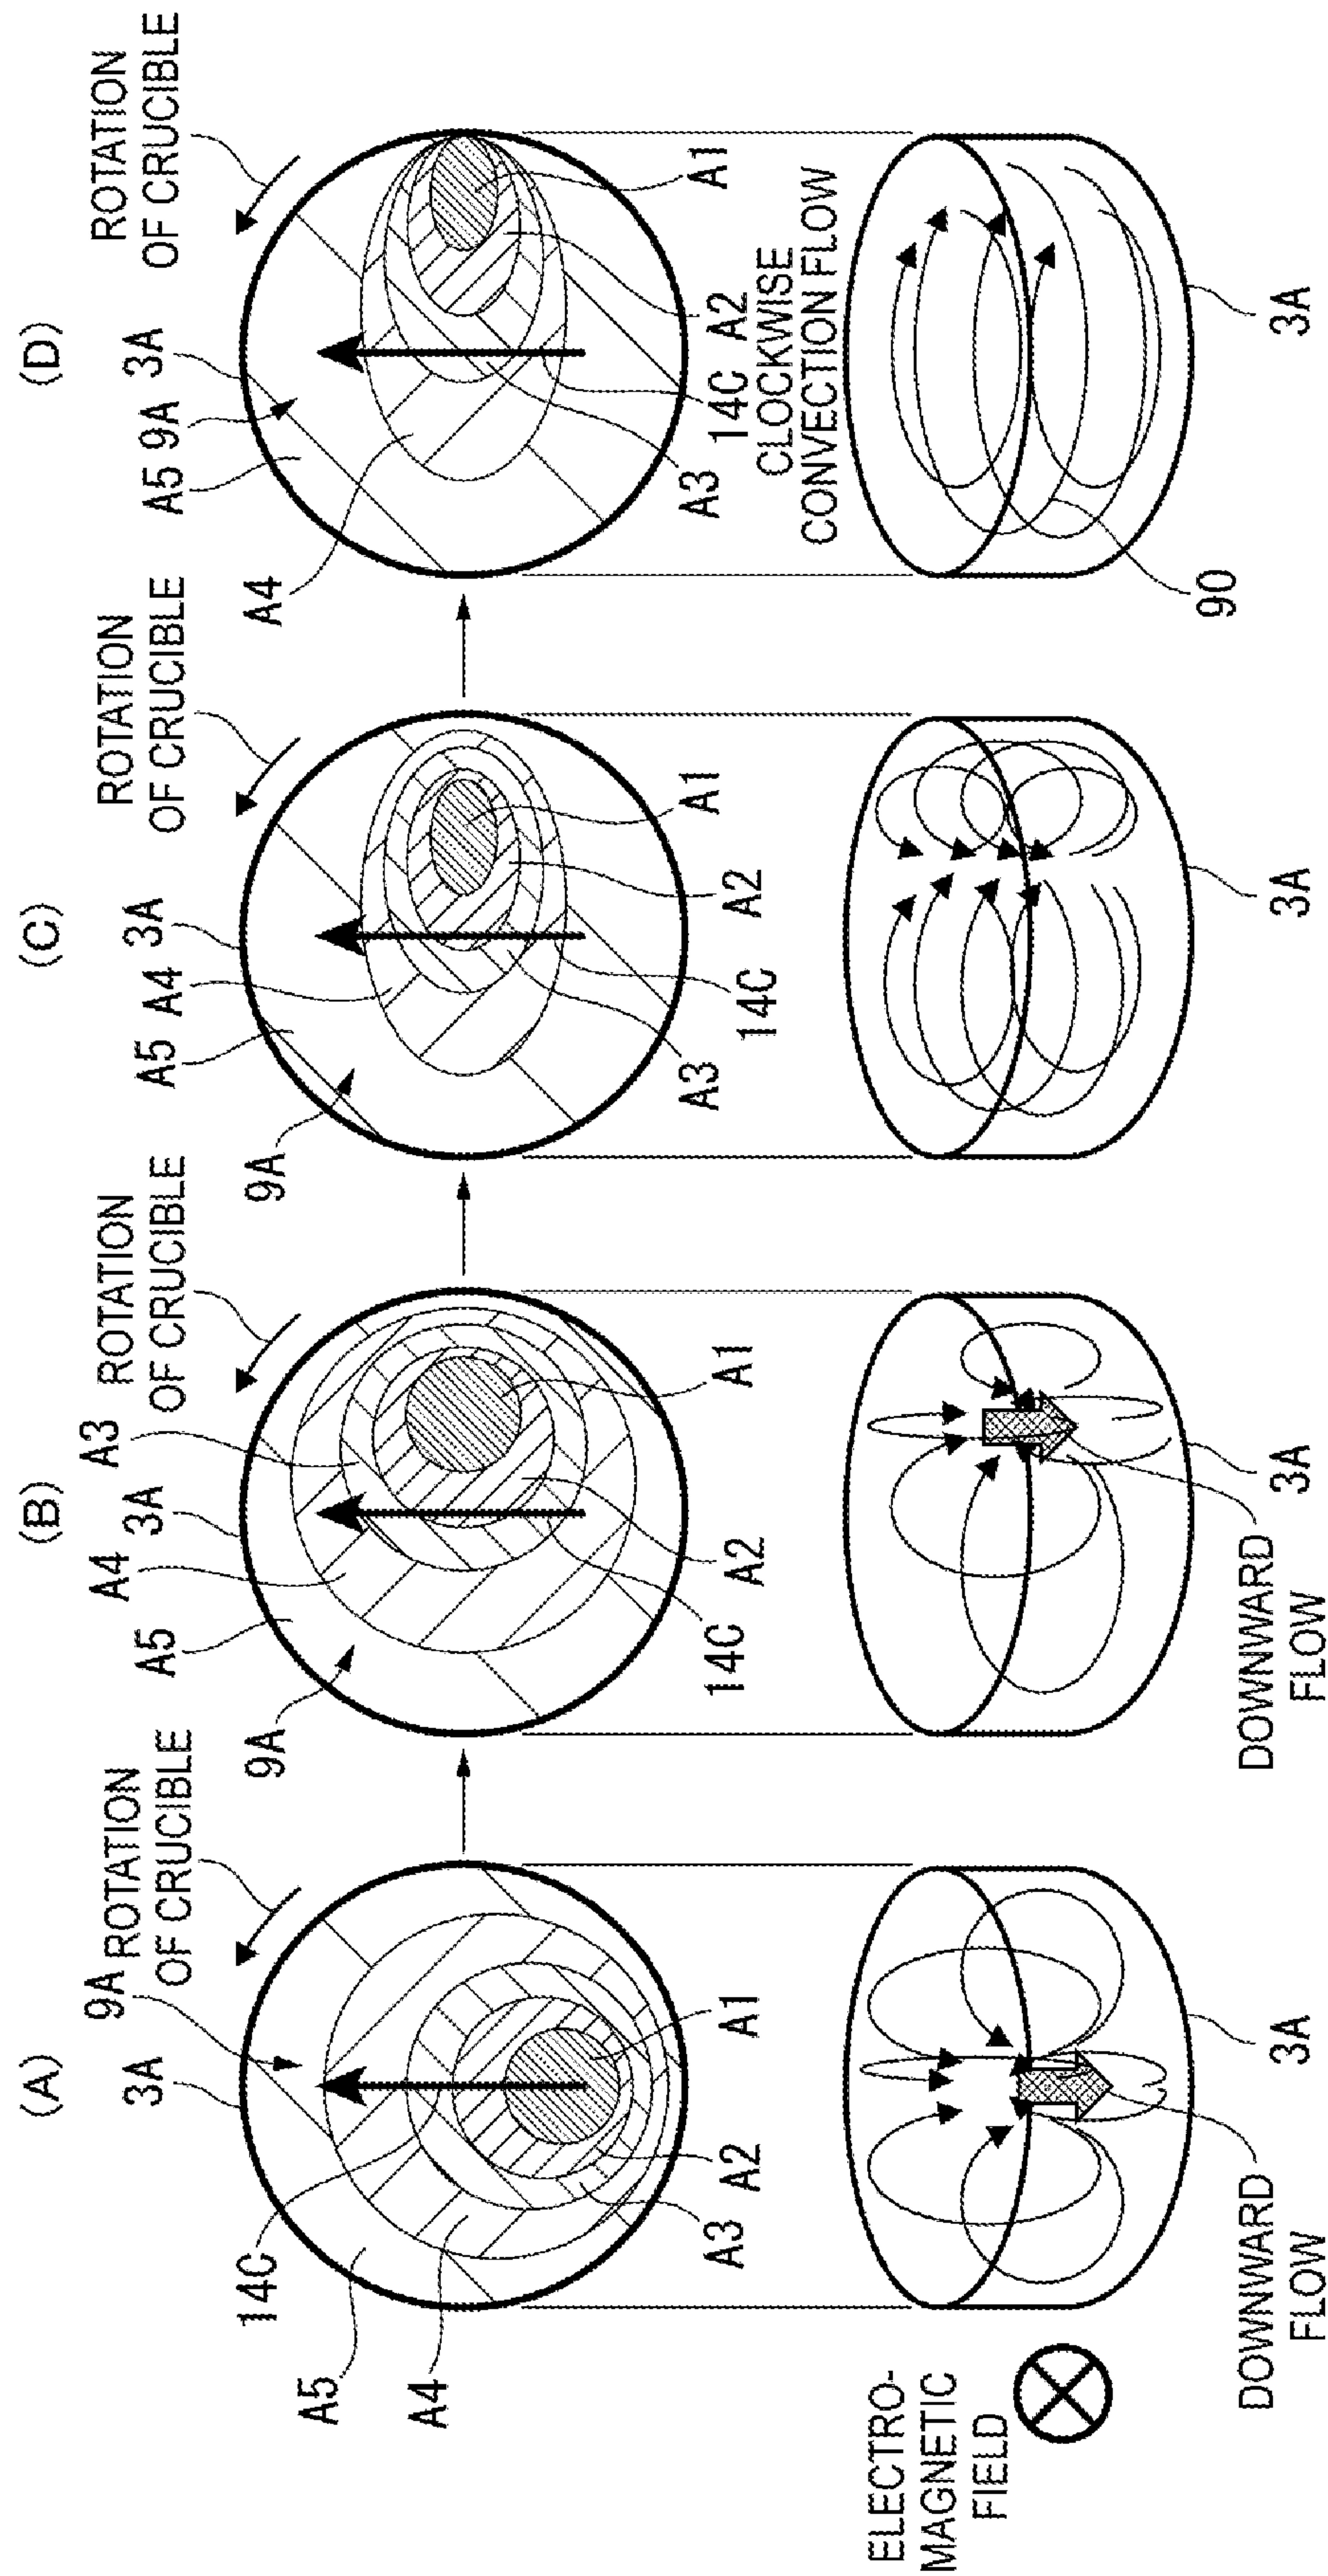 (A)
3A
9A
ROTATION
OF CRUCIBLE
14C
A5
A4
A3
A2
A1
ELECTRO-
MAGNETIC
FIELD
3A
DOWNWARD
FLOW
(B)
A5
A4
3A
A3
ROTATION
OF CRUCIBLE
9A
14C
A2
A1
3A
DOWNWARD
FLOW
(C)
A5
A4
3A
ROTATION
OF CRUCIBLE
9A
A3
14C
A2
A1
3A
(D)
A5
9A
3A
ROTATION
OF CRUCIBLE
A4
A3
14C
A2
A1
CLOCKWISE
CONVECTION FLOW
90
3A